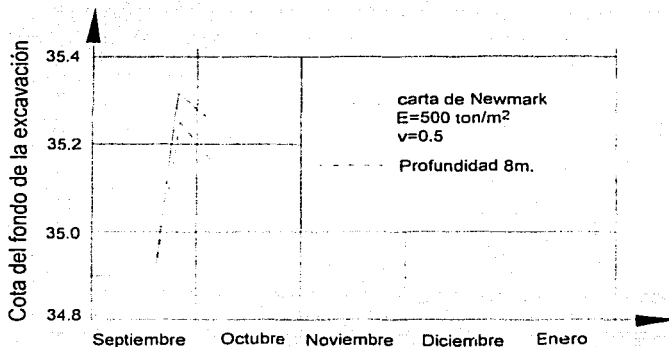 Cota del fondo de la excavación
35.4
35.2
35.0
34.8
carta de Newmark
E=500 ton/m²
v=0.5
Profundidad 8m.
Septiembre Octubre Noviembre Diciembre Enero